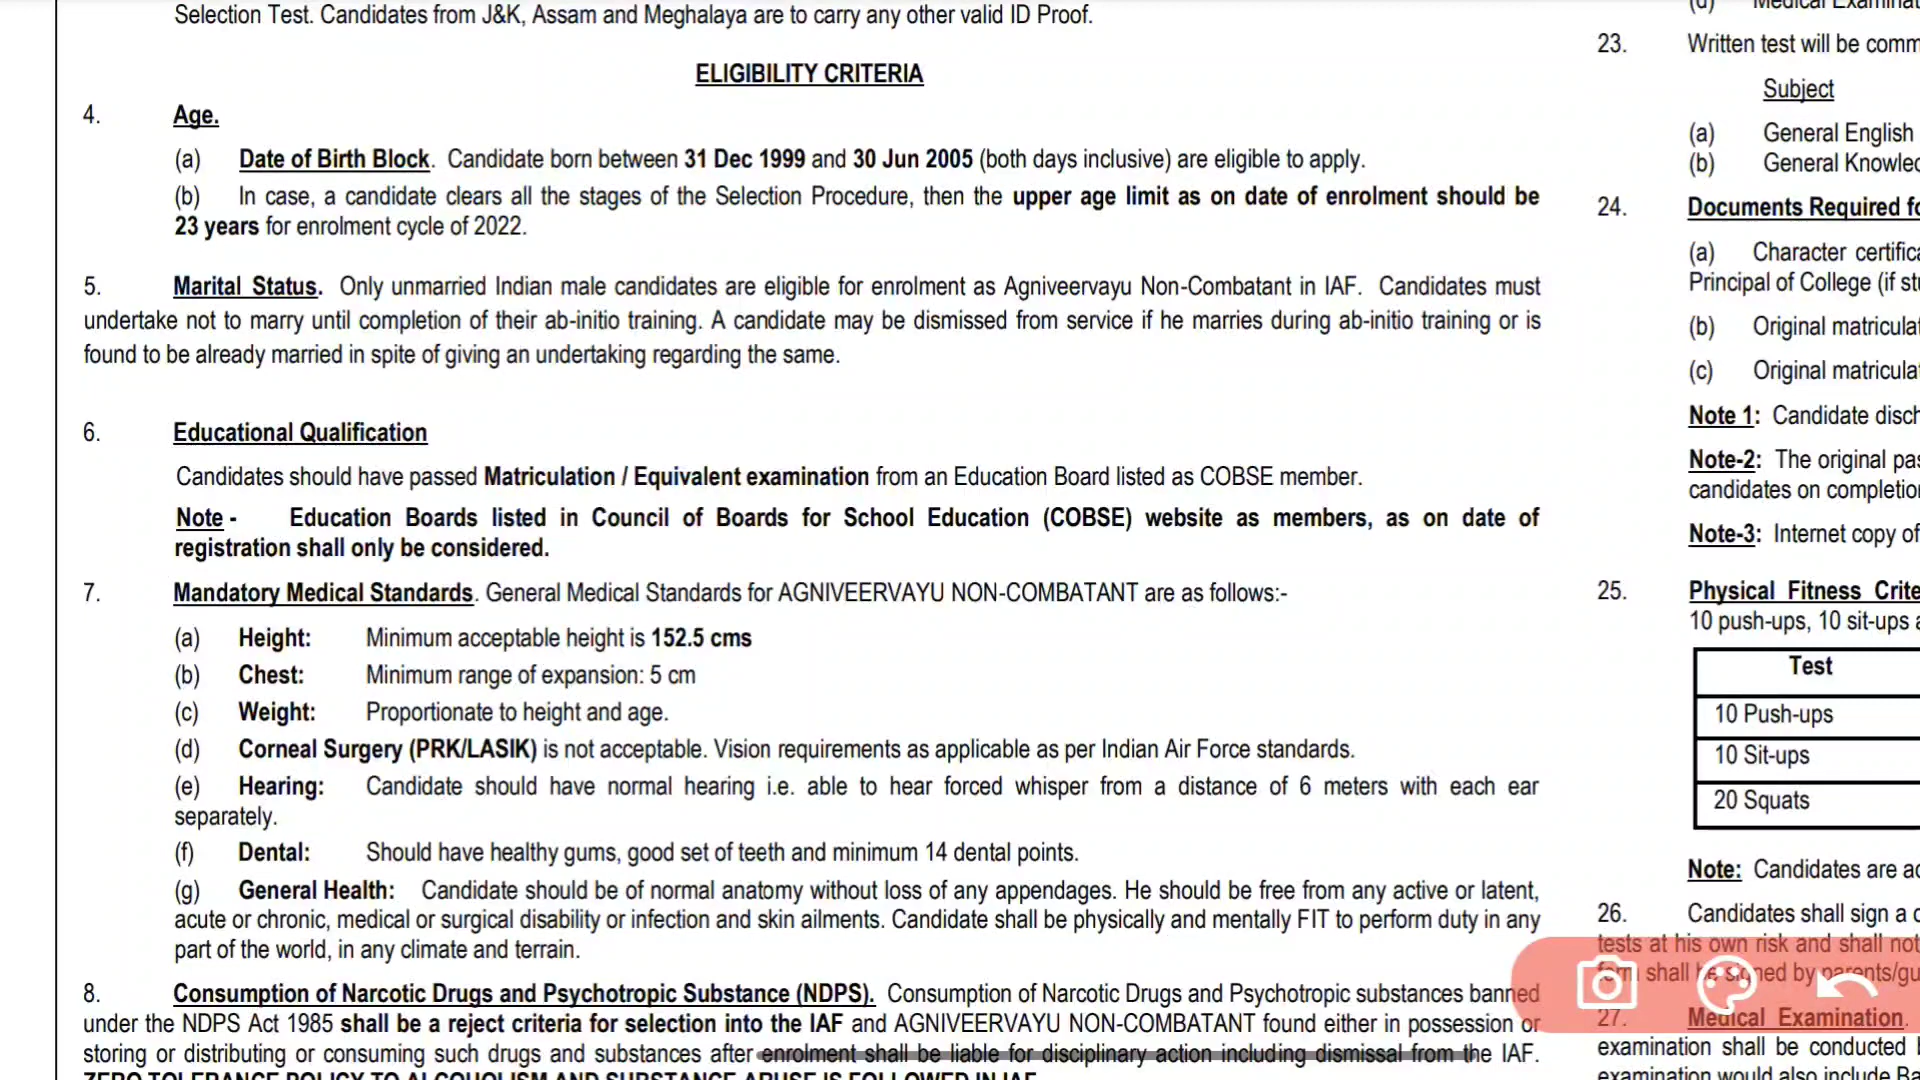 Selection Test. Candidates from J&K, Assam and Meghalaya are to carry any other valid ID Proof.
ELIGIBILITY CRITERIA
4. Age.
(a) Date of Birth Block. Candidate born between 31 Dec 1999 and 30 Jun 2005 (both days inclusive) are eligible to apply.
(b) In case, a candidate clears all the stages of the Selection Procedure, then the upper age limit as on date of enrolment should be
23 years for enrolment cycle of 2022.
5. Marital Status. Only unmarried Indian male candidates are eligible for enrolment as Agniveervayu Non-Combatant in IAF. Candidates must
undertake not to marry until completion of their ab-initio training. A candidate may be dismissed from service if he marries during ab-initio training or is
found to be already married in spite of giving an undertaking regarding the same.
6. Educational Qualification
Candidates should have passed Matriculation / Equivalent examination from an Education Board listed as COBSE member.
Note - Education Boards listed in Council of Boards for School Education (COBSE) website as members, as on date of
registration shall only be considered.
7. Mandatory Medical Standards. General Medical Standards for AGNIVEERVAYU NON-COMBATANT are as follows:-
(a) Height: Minimum acceptable height is 152.5 cms
(b) Chest: Minimum range of expansion: 5 cm
(c) Weight: Proportionate to height and age.
(d) Corneal Surgery (PRK/LASIK) is not acceptable. Vision requirements as applicable as per Indian Air Force standards.
(e) Hearing: Candidate should have normal hearing i.e. able to hear forced whisper from a distance of 6 meters with each ear
separately.
(f) Dental: Should have healthy gums, good set of teeth and minimum 14 dental points.
(g) General Health: Candidate should be of normal anatomy without loss of any appendages. He should be free from any active or latent,
acute or chronic, medical or surgical disability or infection and skin ailments. Candidate shall be physically and mentally FIT to perform duty in any
part of the world, in any climate and terrain.
8. Consumption of Narcotic Drugs and Psychotropic Substance (NDPS). Consumption of Narcotic Drugs and Psychotropic substances banned
under the NDPS Act 1985 shall be a reject criteria for selection into the IAF and AGNIVEERVAYU NON-COMBATANT found either in possession or
storing or distributing or consuming such drugs and substances after enrolment shall be liable for disciplinary action including dismissal from the IAF.
ZERO TOLERANCE POLICY TO ALCOHOLISM AND SUBSTANCE ABUSE IS FOLLOWED IN IAF
(d) Medical
23. Written test will be
Subject
(a) General English
(b) General
24. Documents Required
(a) Character
Principal of College (if
(b) Original
(c) Original
Note 1: Candidate
Note-2: The original
candidates on
Note-3: Internet copy of
25. Physical Fitness
10 push-ups, 10 sit-ups
Test
10 Push-ups
10 Sit-ups
20 Squats
Note: Candidates are
26. Candidates shall sign a
tests at his own risk and shall not
form shall be signed by
27. Medical Examination.
examination shall be conducted
examination would also include